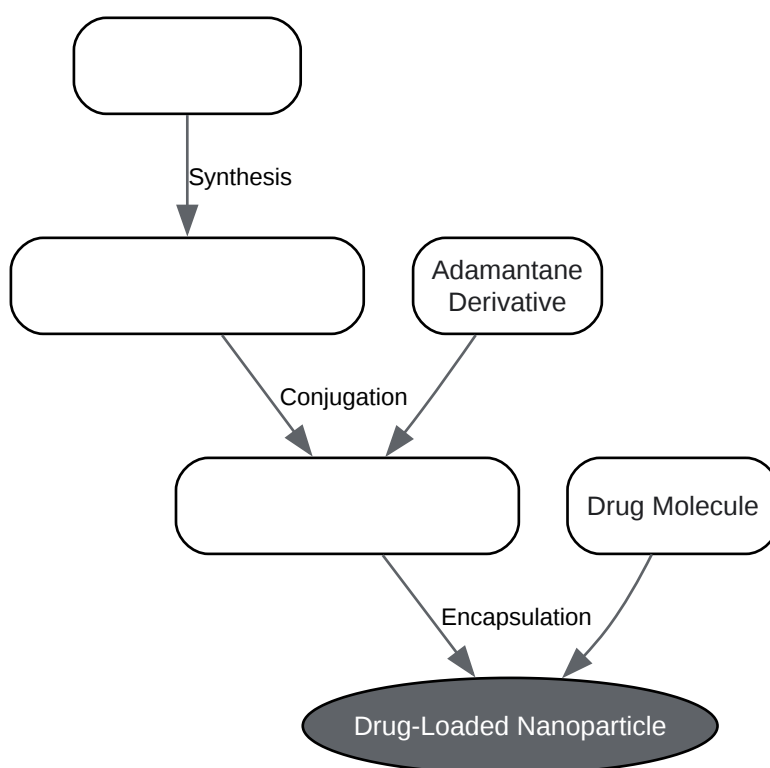 Synthesis
Adamantane
Derivative
Conjugation
Drug Molecule
Encapsulation
Drug-Loaded Nanoparticle